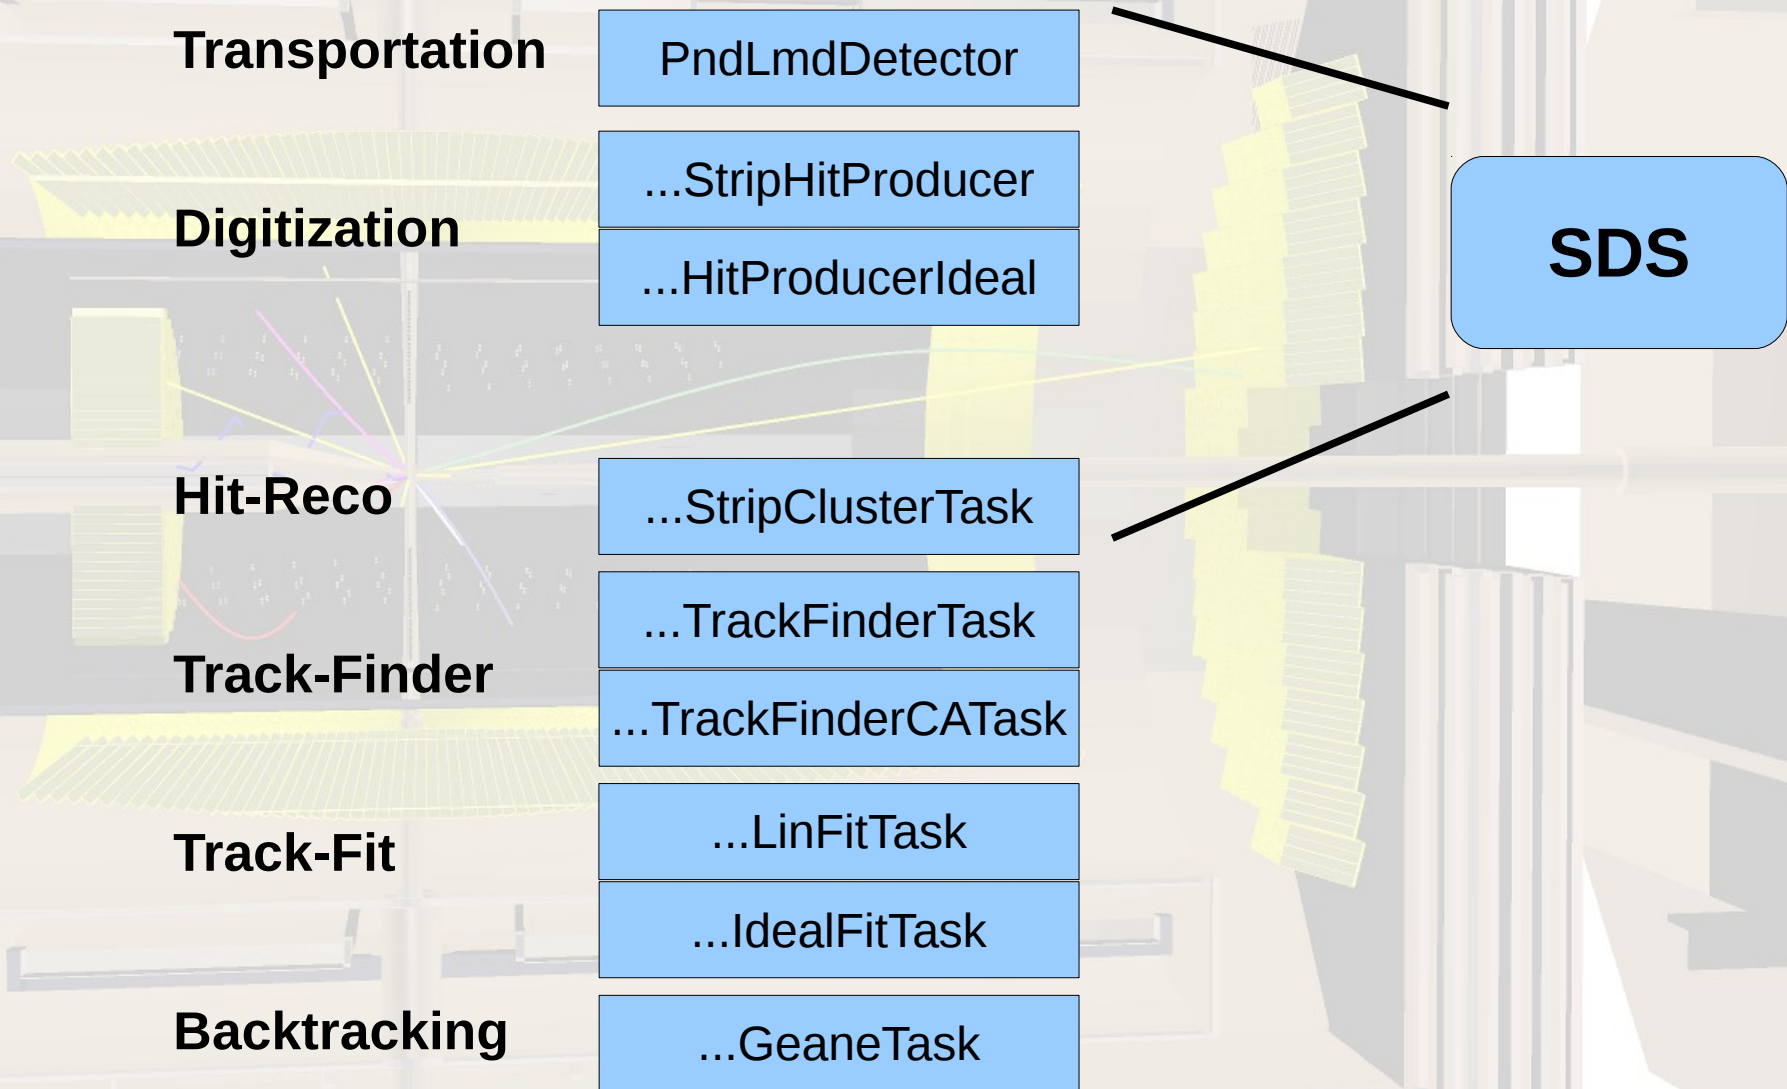 Transportation
PndLmdDetector
Digitization
...StripHitProducer
...HitProducerIdeal
SDS
Hit-Reco
...StripClusterTask
Track-Finder
...TrackFinderTask
...TrackFinderCATask
Track-Fit
...LinFitTask
...IdealFitTask
Backtracking
...GeaneTask